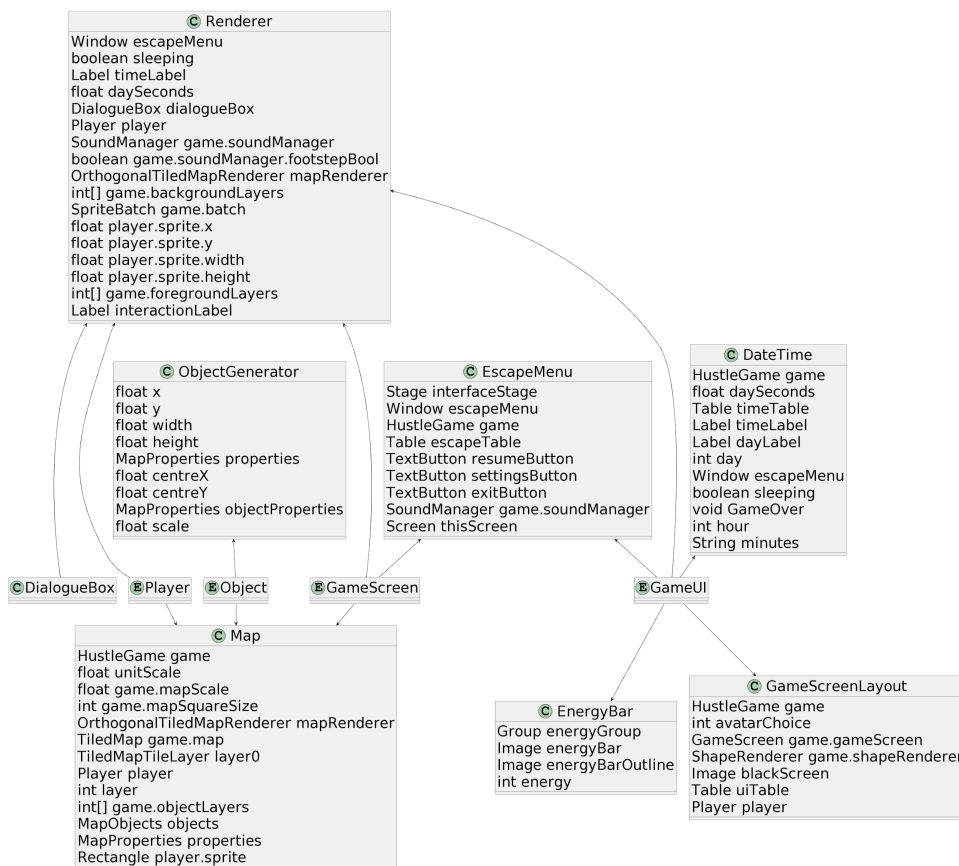 C Renderer
Window escapeMenu
boolean sleeping
Label timeLabel
float daySeconds
DialogueBox dialogueBox
Player player
SoundManager game.soundManager
boolean game.soundManager.footstepBool
OrthogonalTiledMapRenderer mapRenderer
int[] game.backgroundLayers
SpriteBatch game.batch
float player.sprite.x
float player.sprite.y
float player.sprite.width
float player.sprite.height
int[] game.foregroundLayers
Label interactionLabel
C ObjectGenerator
float x
float y
float width
float height
MapProperties properties
float centreX
float centreY
MapProperties objectProperties
float scale
C EscapeMenu
Stage interfaceStage
Window escapeMenu
HustleGame game
Table escapeTable
TextButton resumeButton
TextButton settingsButton
TextButton exitButton
SoundManager game.soundManager
Screen thisScreen
C DateTime
HustleGame game
float daySeconds
Table timeTable
Label timeLabel
Label dayLabel
int day
Window escapeMenu
boolean sleeping
void GameOver
int hour
String minutes
C DialogueBox
E Player
E Object
E GameScreen
E GameUI
C Map
HustleGame game
float unitScale
float game.mapScale
int game.mapSquareSize
OrthogonalTiledMapRenderer mapRenderer
TiledMap game.map
TiledMapTileLayer layer0
Player player
int layer
int[] game.objectLayers
MapObjects objects
MapProperties properties
Rectangle player.sprite
C EnergyBar
Group energyGroup
Image energyBar
Image energyBarOutline
int energy
C GameScreenLayout
HustleGame game
int avatarChoice
GameScreen game.gameScreen
ShapeRenderer game.shapeRenderer
Image blackScreen
Table uiTable
Player player